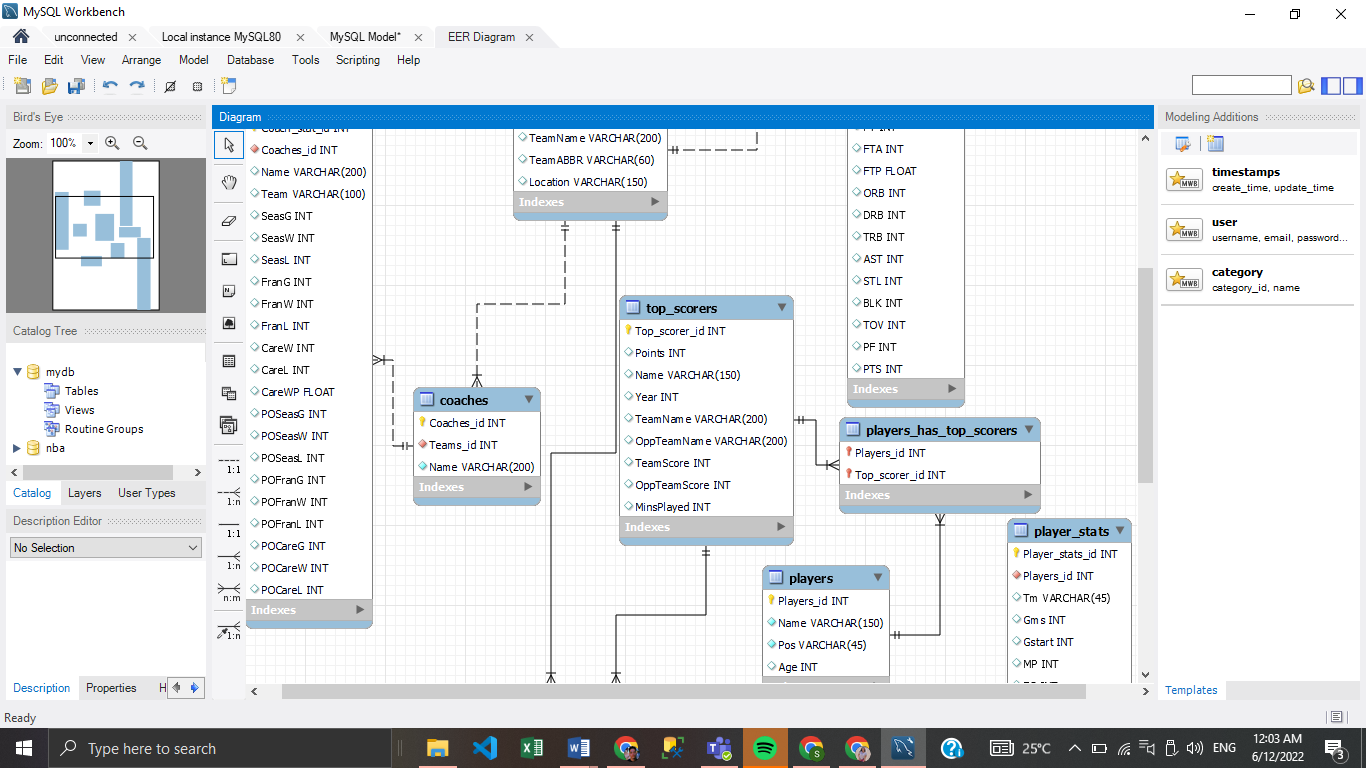 MySQL Workbench
unconnected
Local instance MySQL80
MySQL Model*
EER Diagram
File Edit View Arrange Model Database Tools Scripting Help
Bird's Eye
Zoom: 100%
Catalog Tree
mydb
Tables
Views
Routine Groups
nba
Catalog Layers User Types
Description Editor
No Selection
Description Properties H
Ready
Diagram
1:1
1:n
1:1
1:n
n:m
1:n
Coach_stat_id INT
Coaches_id INT
Name VARCHAR(200)
Team VARCHAR(100)
SeasG INT
SeasW INT
SeasL INT
FranG INT
FranW INT
FranL INT
CareW INT
CareL INT
CareWP FLOAT
POSeasG INT
POSeasW INT
POSeasL INT
POFranG INT
POFranW INT
POFranL INT
POCareG INT
POCareW INT
POCareL INT
Indexes
TeamName VARCHAR(200)
TeamABBR VARCHAR(60)
Location VARCHAR(150)
Indexes
coaches
Coaches_id INT
Teams_id INT
Name VARCHAR(200)
Indexes
top_scorers
Top_scorer_id INT
Points INT
Name VARCHAR(150)
Year INT
TeamName VARCHAR(200)
OppTeamName VARCHAR(200)
TeamScore INT
OppTeamScore INT
MinsPlayed INT
Indexes
FTA INT
FTP FLOAT
ORB INT
DRB INT
TRB INT
AST INT
STL INT
BLK INT
TOV INT
PF INT
PTS INT
Indexes
players_has_top_scorers
Players_id INT
Top_scorer_id INT
Indexes
players
Players_id INT
Name VARCHAR(150)
Pos VARCHAR(45)
Age INT
player_stats
Player_stats_id INT
Players_id INT
Tm VARCHAR(45)
Gms INT
Gstart INT
MP INT
Modeling Additions
MWB
timestamps
create_time, update_time
MWB
user
username, email, password...
MWB
category
category_id, name
Templates
Type here to search
25°C
ENG
12:03 AM
6/12/2022
3